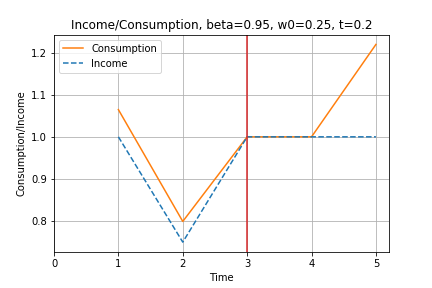 Income/Consumption, beta=0.95, w0=0.25, t=0.2
Consumption
Income
Consumption/Income
1.2
1.1
1.0
0.9
0.8
0 1 2 3 4 5
Time